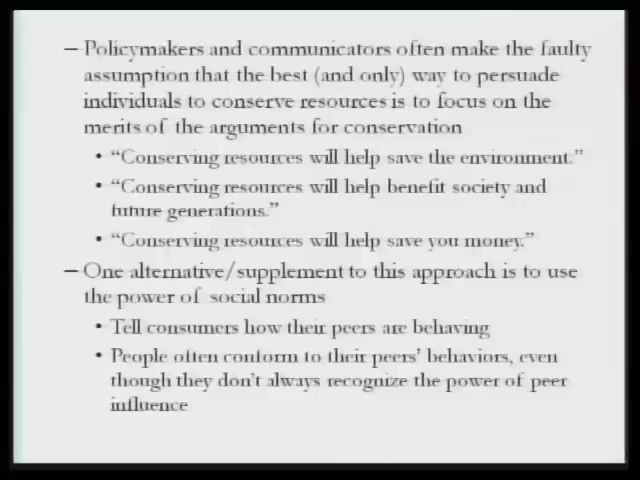 – Policymakers and communicators often make the faulty
assumption that the best (and only) way to persuade
individuals to conserve resources is to focus on the
merits of the arguments for conservation
• “Conserving resources will help save the environment.”
• “Conserving resources will help benefit society and
future generations.”
• “Conserving resources will help save you money.”
– One alternative/supplement to this approach is to use
the power of social norms
• Tell consumers how their peers are behaving
• People often conform to their peers’ behaviors, even
though they don’t always recognize the power of peer
influence